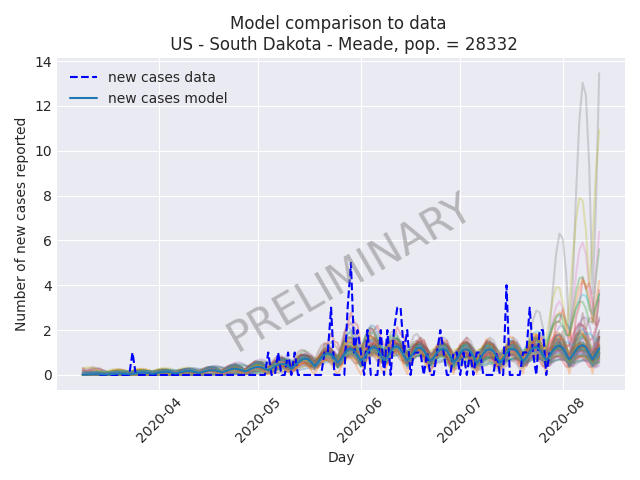 Model comparison to data
US - South Dakota - Meade, pop. = 28332
new cases data
new cases model
Number of new cases reported
14
12
10
8
6
4
2
0
PRELIMINARY
2020-04
2020-05
2020-06
2020-07
2020-08
Day